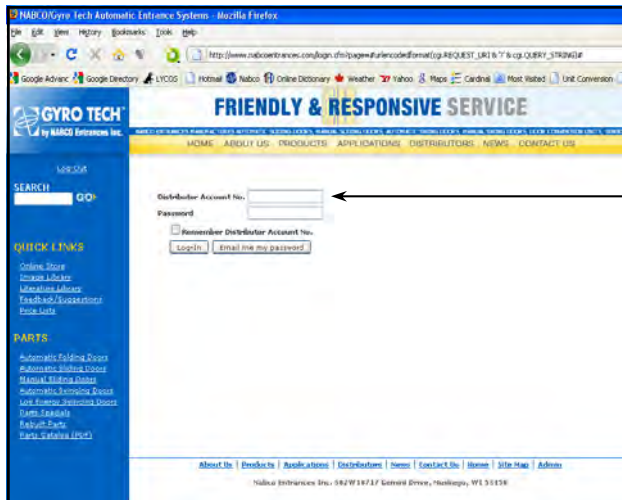 NABCO/Gyro Tech Automatic Entrance Systems - Mozilla Firefox
File Edit View History Bookmarks Tools Help
http://www.nabcoentrances.com/login.cfm?page=#urlencodedformat(cgi.REQUEST_URI & '?' & cgi.QUERY_STRING)#
Google Advanc Google Directory LYCOS Hotmail Nabco Online Dictionary Weather Yahoo Maps Cardinal Most Visited Unit Conversion
GYRO TECH
by NABCO Entrances Inc.
FRIENDLY & RESPONSIVE SERVICE
HOME ABOUT US PRODUCTS APPLICATIONS DISTRIBUTORS NEWS CONTACT US
Log Out
SEARCH
GO
Distributor Account No.
Password
Remember Distributor Account No.
Log-In Email me my password
QUICK LINKS
Online Store
Image Library
Literature Library
Feedback/Suggestions
Price Lists
PARTS
Automatic Folding Doors
Automatic Sliding Doors
Manual Sliding Doors
Automatic Swinging Doors
Low Energy Swinging Doors
Parts Specials
Rebuilt Parts
Parts Catalog (PDF)
About Us | Products | Applications | Distributors | News | Contact Us | Home | Site Map | Admin
Nabco Entrances Inc. S82W18717 Gemini Drive, Muskego, WI 53150